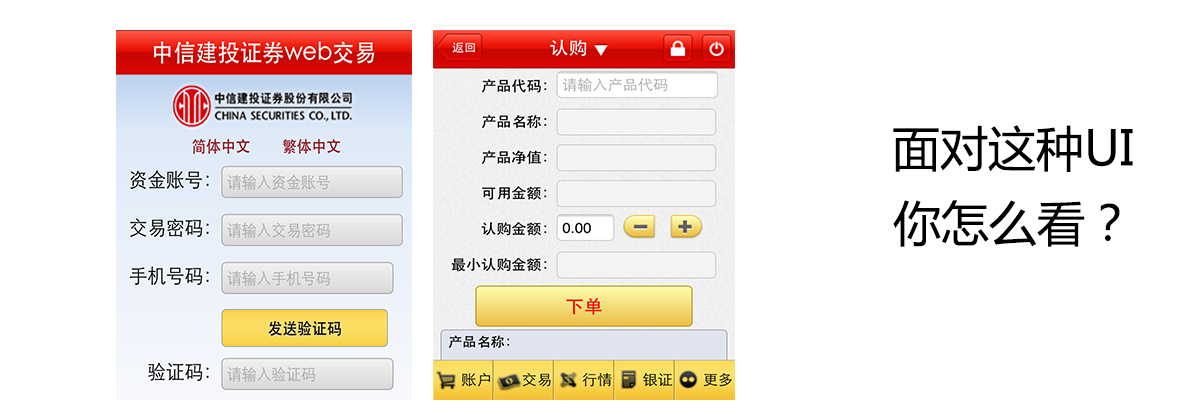 中信建投证券web交易
中信建投证券股份有限公司
CHINA SECURITIES CO., LTD.
简体中文 繁体中文
资金账号： 请输入资金账号
交易密码： 请输入交易密码
手机号码： 请输入手机号码
发送验证码
验证码： 请输入验证码
返回 认购
产品代码： 请输入产品代码
产品名称：
产品净值：
可用金额：
认购金额： 0.00
最小认购金额：
下单
产品名称：
账户 交易 行情 银证 更多
面对这种UI
你怎么看？